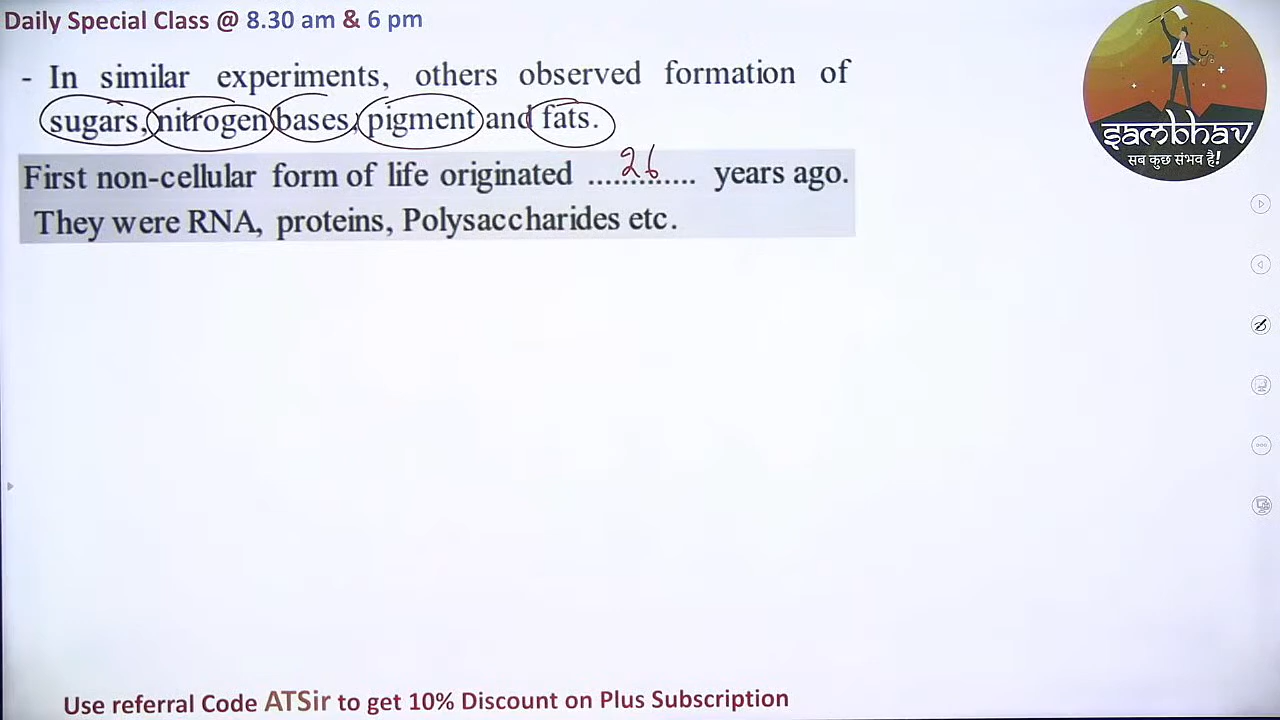 Daily Special Class @ 8.30 am & 6 pm
- In similar experiments, others observed formation of
sugars, nitrogen bases, pigment and fats.
First non-cellular form of life originated ....26.... years ago.
They were RNA, proteins, Polysaccharides etc.
sambhav
सब कुछ संभव है!
Use referral Code ATSir to get 10% Discount on Plus Subscription